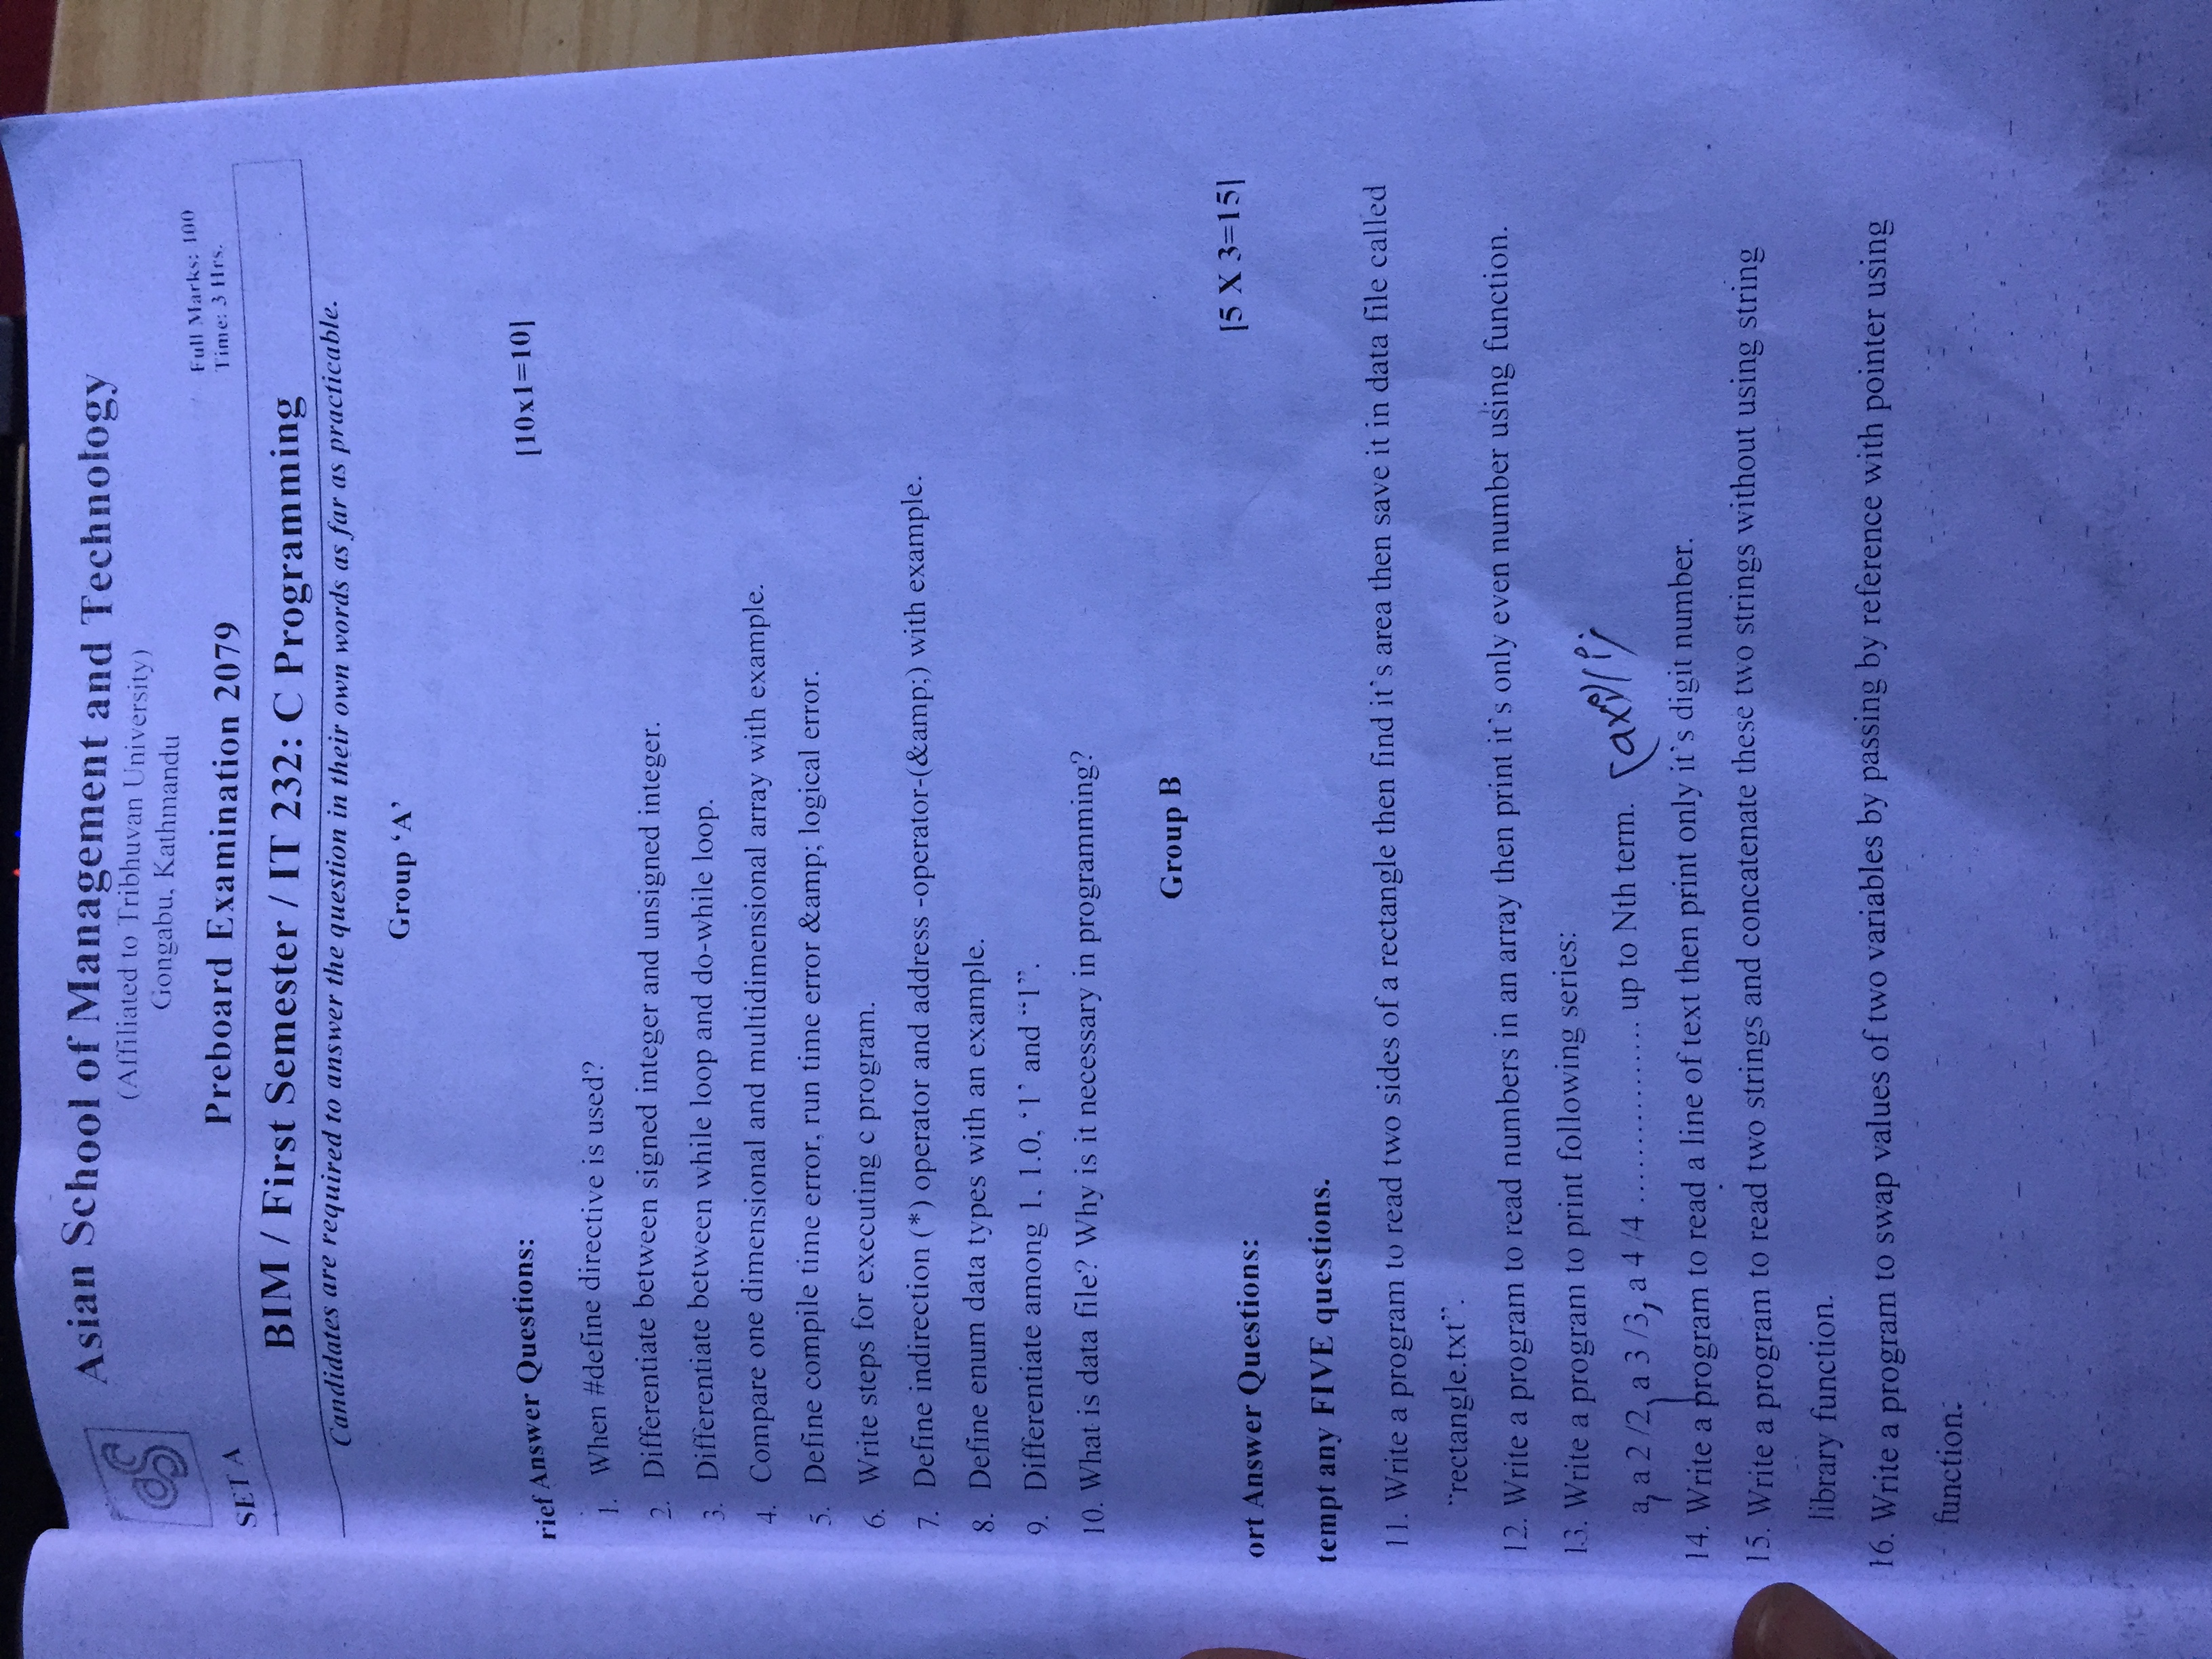 Asian School of Management and Technology
(Affiliated to Tribhuvan University)
Gongabu, Kathmandu
Full Marks: 100
Preboard Examination 2079
Time: 3 Hrs.
SET A
BIM / First Semester / IT 232: C Programming
Candidates are required to answer the question in their own words as far as practicable.
Group ‘A’
rief Answer Questions: [10x1=10]
1. When #define directive is used?
2. Differentiate between signed integer and unsigned integer.
3. Differentiate between while loop and do-while loop.
4. Compare one dimensional and multidimensional array with example.
5. Define compile time error, run time error &amp; logical error.
6. Write steps for executing c program.
7. Define indirection (*) operator and address -operator-(&amp;) with example.
8. Define enum data types with an example.
9. Differentiate among 1, 1.0, ‘1’ and “1”.
10. What is data file? Why is it necessary in programming?
Group B
ort Answer Questions: [5 X 3=15]
tempt any FIVE questions.
11. Write a program to read two sides of a rectangle then find it's area then save it in data file called
“rectangle.txt”.
12. Write a program to read numbers in an array then print it's only even number using function.
13. Write a program to print following series:
a, a 2 /2, a 3 /3, a 4 /4 ................ up to Nth term.
14. Write a program to read a line of text then print only it's digit number.
15. Write a program to read two strings and concatenate these two strings without using string
library function.
16. Write a program to swap values of two variables by passing by reference with pointer using
function.